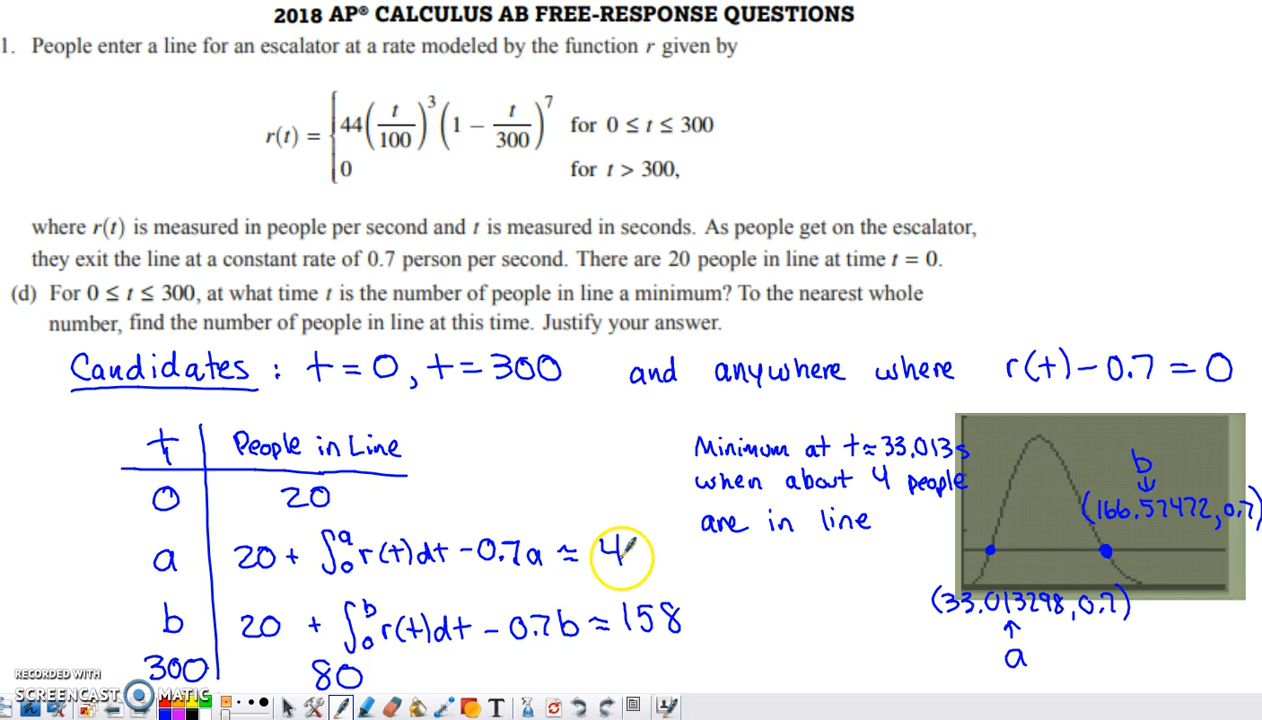 2018 AP® CALCULUS AB FREE-RESPONSE QUESTIONS
1. People enter a line for an escalator at a rate modeled by the function r given by
r(t) = { 44(t/100)^3 (1 − t/300)^7 for 0 ≤ t ≤ 300
0 for t > 300,
where r(t) is measured in people per second and t is measured in seconds. As people get on the escalator,
they exit the line at a constant rate of 0.7 person per second. There are 20 people in line at time t = 0.
(d) For 0 ≤ t ≤ 300, at what time t is the number of people in line a minimum? To the nearest whole
number, find the number of people in line at this time. Justify your answer.
Candidates : t = 0, t = 300 and anywhere where r(t) − 0.7 = 0
t People in Line
0 20
a 20 + ∫₀ᵃ r(t)dt − 0.7a ≈ 4
b 20 + ∫₀ᵇ r(t)dt − 0.7b ≈ 158
300 80
Minimum at t ≈ 33.013s
when about 4 people
are in line
b
↓
(166.57472, 0.7)
(33.013298, 0.7)
↑
a
RECORDED WITH
SCREENCAST MATIC
T